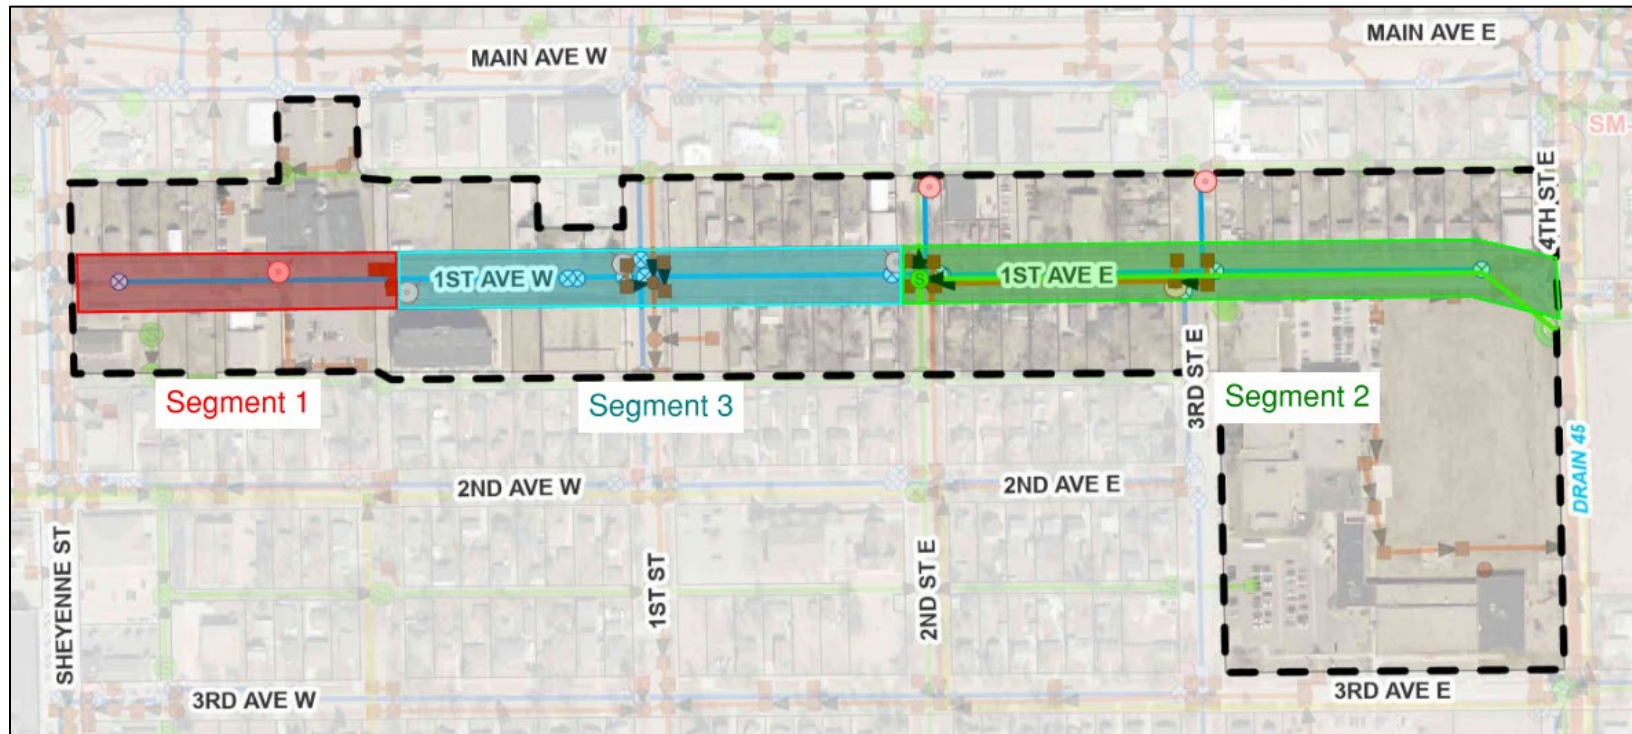 MAIN AVE W
MAIN AVE E
SM-
4TH ST E
1ST AVE W
1ST AVE E
S
Segment 1
Segment 3
Segment 2
3RD ST E
2ND AVE W
2ND AVE E
DRAIN 45
SHEYENNE ST
1ST ST
2ND ST E
3RD AVE W
3RD AVE E